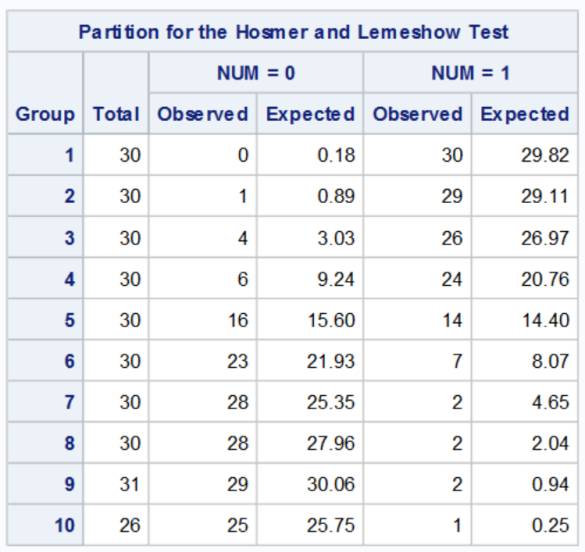 Partition for the Hosmer and Lemeshow Test
NUM = 0 NUM = 1
Group Total Observed Expected Observed Expected
1 30 0 0.18 30 29.82
2 30 1 0.89 29 29.11
3 30 4 3.03 26 26.97
4 30 6 9.24 24 20.76
5 30 16 15.60 14 14.40
6 30 23 21.93 7 8.07
7 30 28 25.35 2 4.65
8 30 28 27.96 2 2.04
9 31 29 30.06 2 0.94
10 26 25 25.75 1 0.25